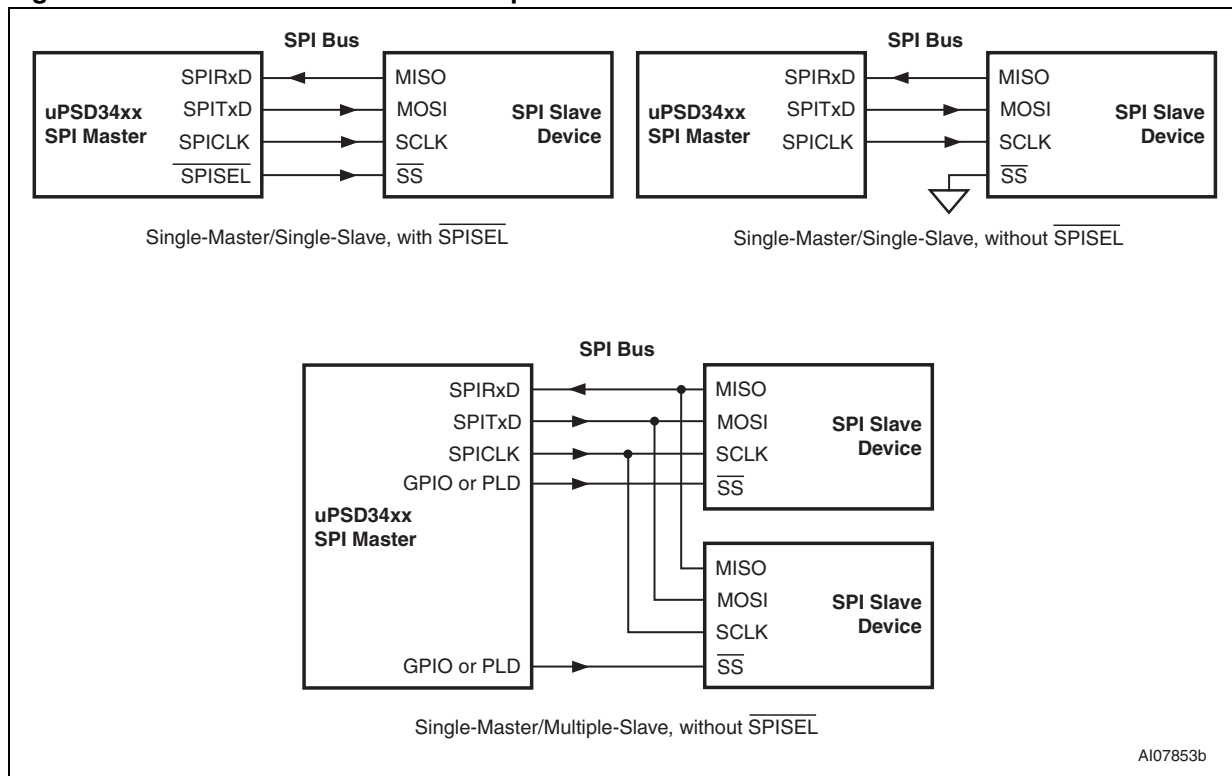 SPI Bus
SPIRxD
SPITxD
SPICLK
SPISEL
uPSD34xx
SPI Master
MISO
MOSI
SCLK
SS
SPI Slave
Device
Single-Master/Single-Slave, with SPISEL
SPI Bus
SPIRxD
SPITxD
SPICLK
uPSD34xx
SPI Master
MISO
MOSI
SCLK
SS
SPI Slave
Device
Single-Master/Single-Slave, without SPISEL
SPI Bus
SPIRxD
SPITxD
SPICLK
GPIO or PLD
uPSD34xx
SPI Master
GPIO or PLD
MISO
MOSI
SCLK
SS
SPI Slave
Device
MISO
MOSI
SCLK
SS
SPI Slave
Device
Single-Master/Multiple-Slave, without SPISEL
AI07853b